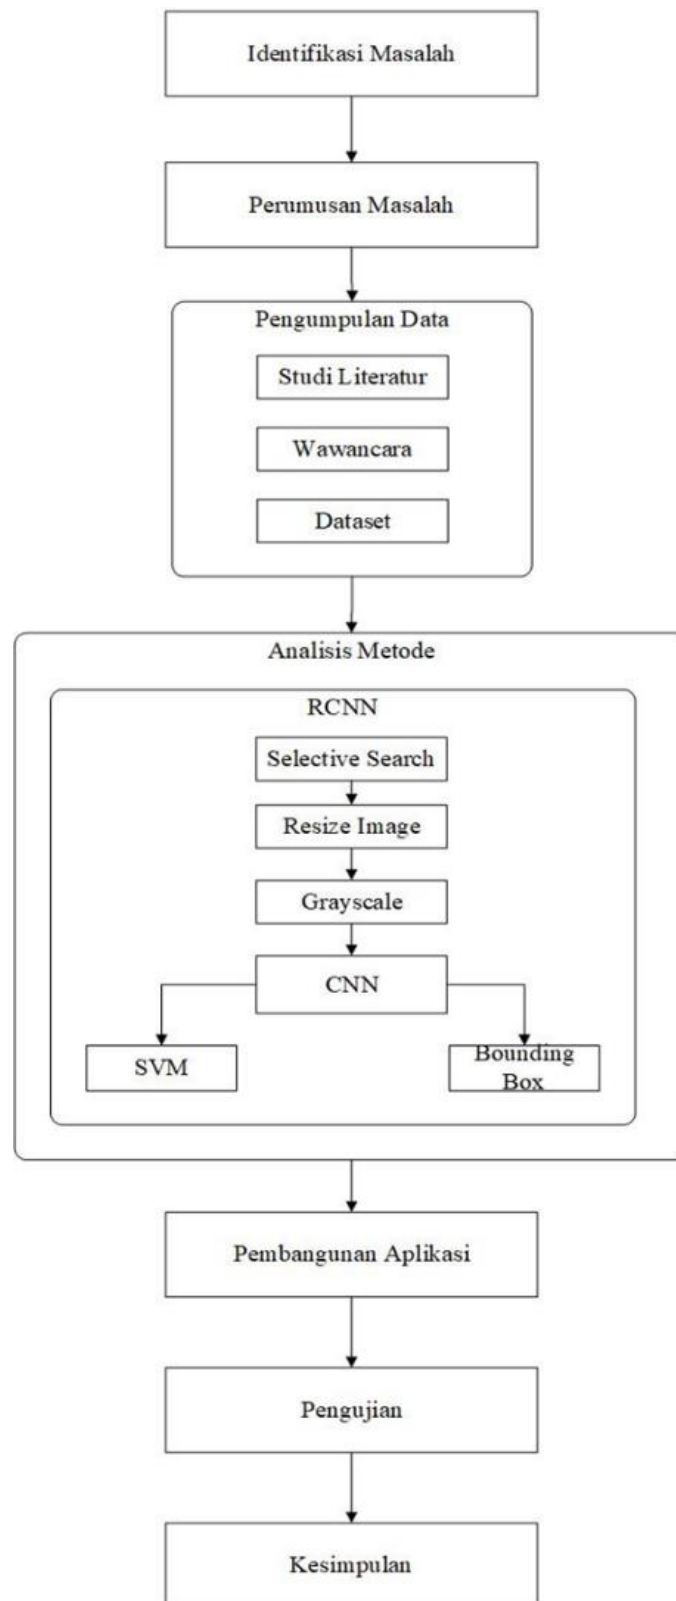 Identifikasi Masalah
Perumusan Masalah
Pengumpulan Data
Studi Literatur
Wawancara
Dataset
Analisis Metode
RCNN
Selective Search
Resize Image
Grayscale
CNN
SVM
Bounding
Box
Pembangunan Aplikasi
Pengujian
Kesimpulan